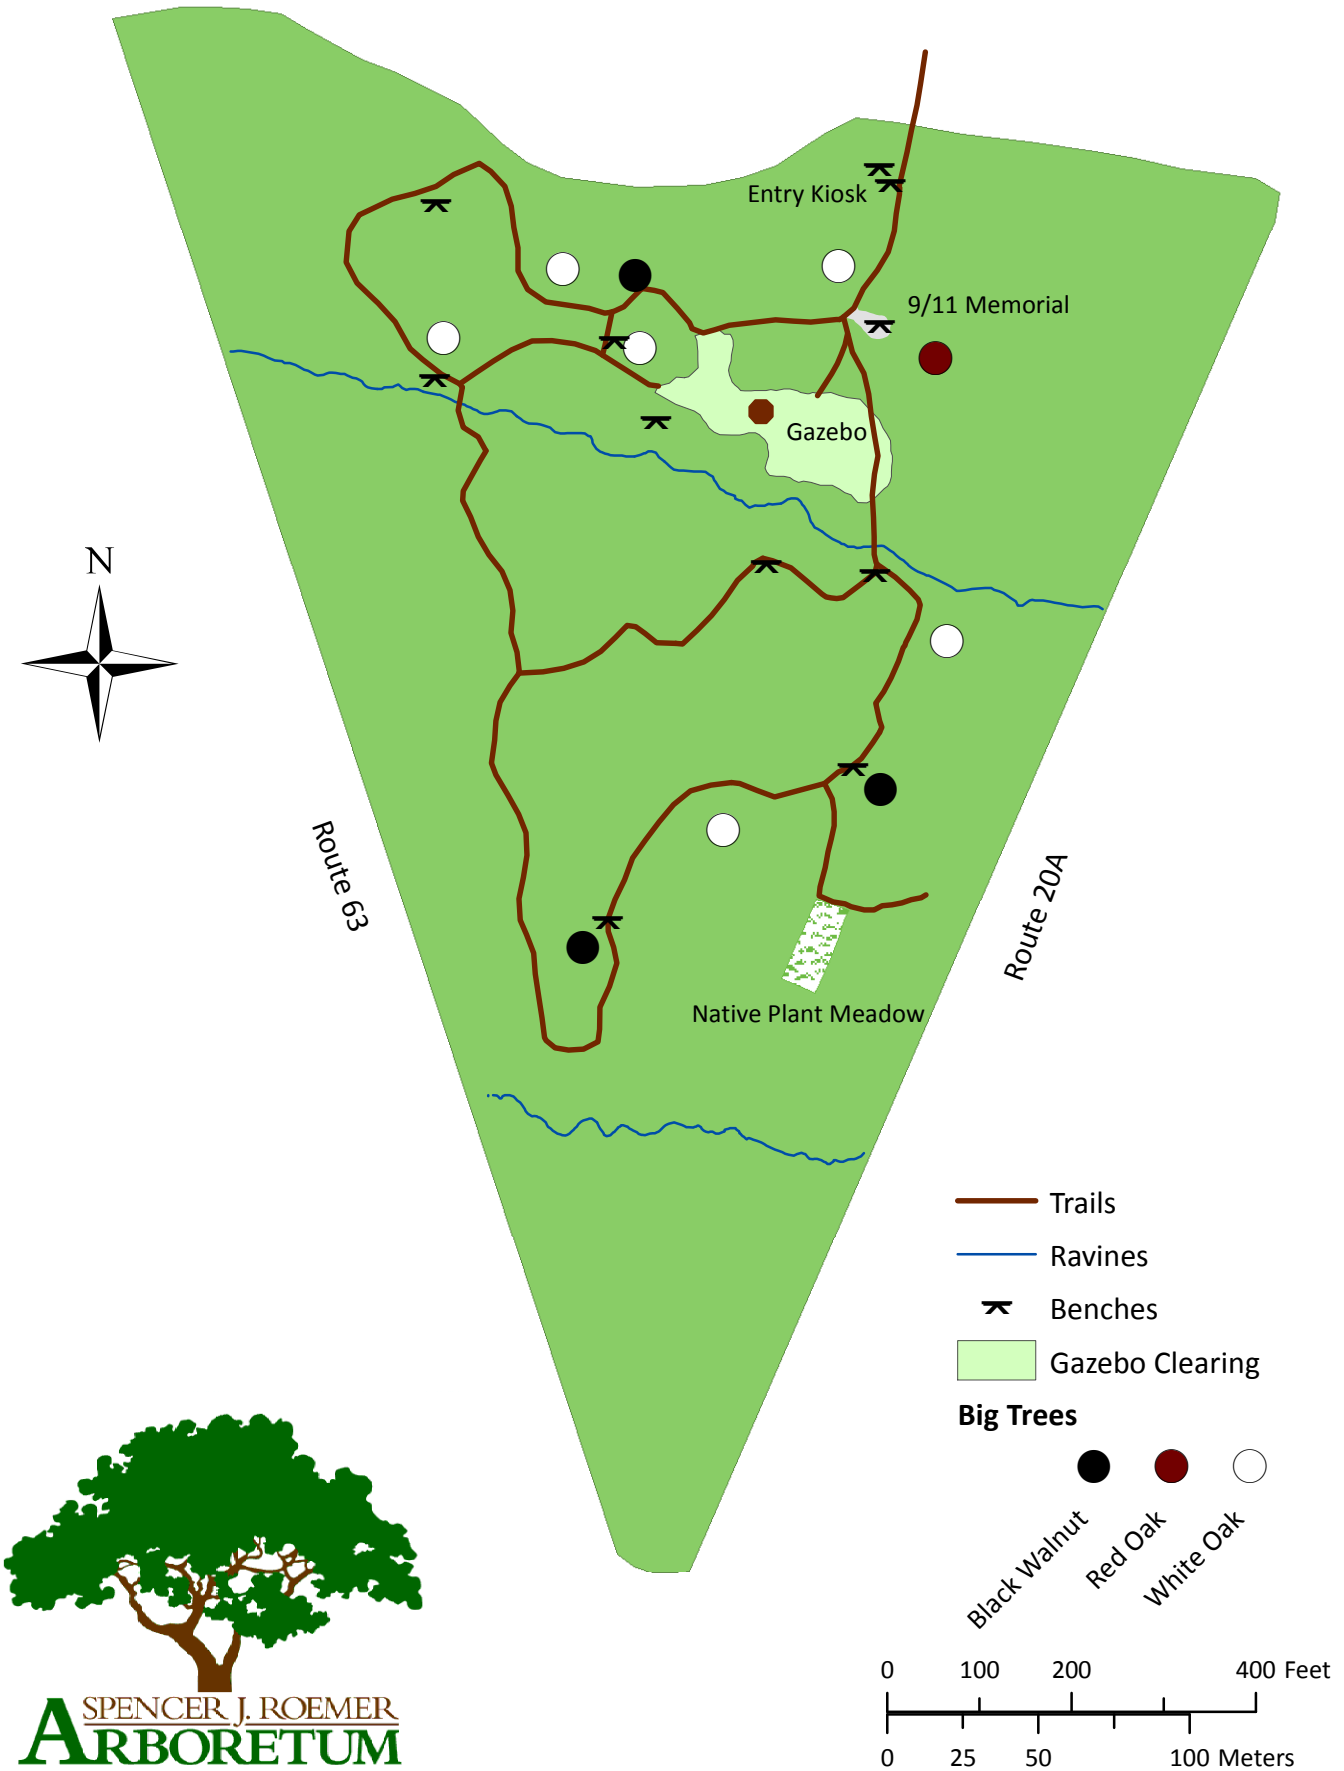 Entry Kiosk
9/11 Memorial
Gazebo
N
Route 63
Route 20A
Native Plant Meadow
Trails
Ravines
Benches
Gazebo Clearing
Big Trees
Black Walnut
Red Oak
White Oak
0 100 200 400 Feet
0 25 50 100 Meters
SPENCER J. ROEMER
ARBORETUM